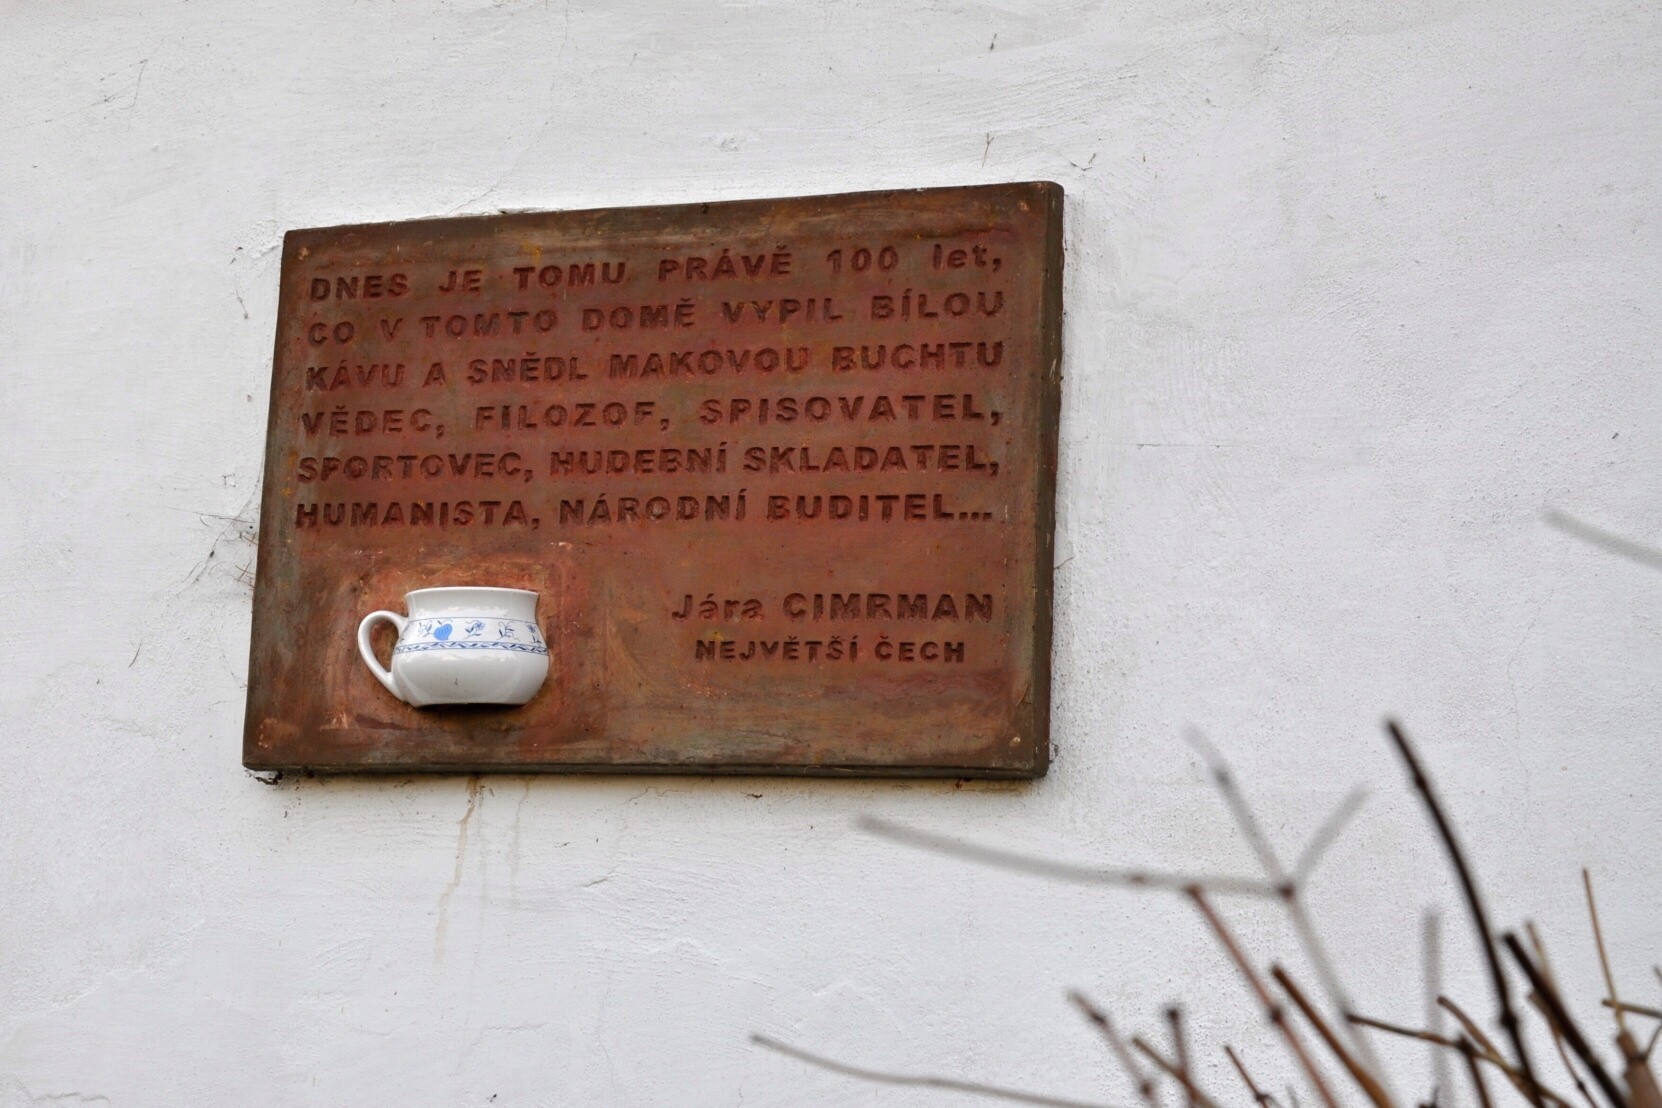 DNES JE TOMU PRÁVĚ 100 let,
CO V TOMTO DOMĚ VYPIL BÍLOU
KÁVU A SNĚDL MAKOVOU BUCHTU
VĚDEC, FILOZOF, SPISOVATEL,
SPORTOVEC, HUDEBNÍ SKLADATEL,
HUMANISTA, NÁRODNÍ BUDITEL...
Jára CIMRMAN
NEJVĚTŠÍ ČECH